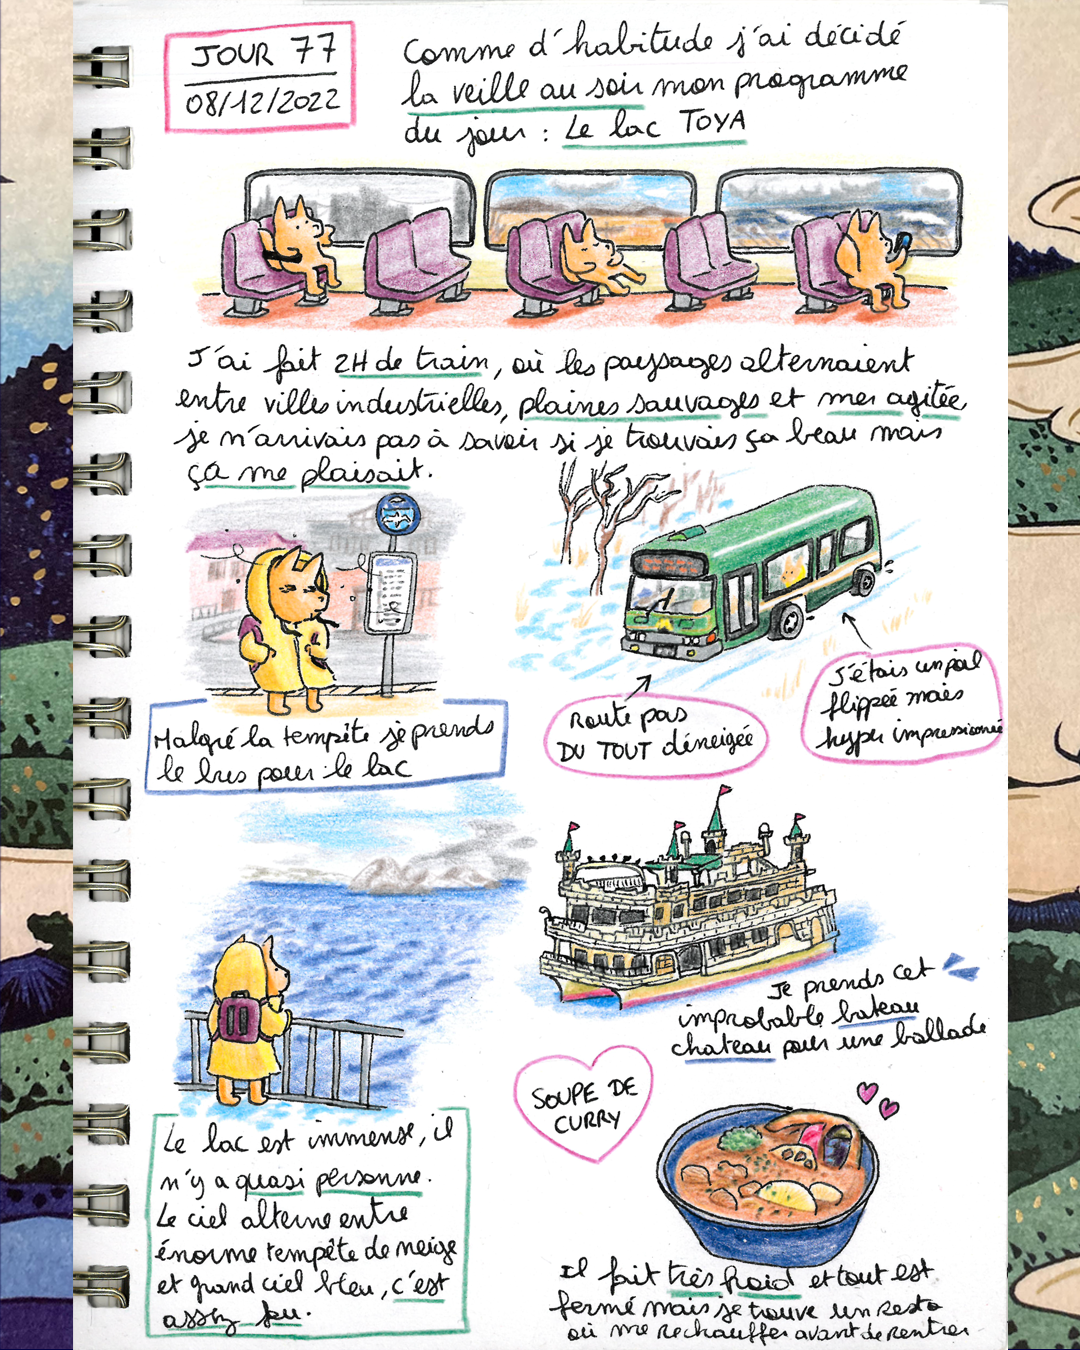 JOUR 77
08/12/2022
Comme d'habitude j'ai décidé
la veille au soir mon programme
du jour : Le lac TOYA
J'ai fait 2H de train, où les paysages alternaient
entre villes industrielles, plaines sauvages et mer agitée,
je n'arrivais pas à savoir si je trouvais ça beau mais
ça me plaisait.
Malgré la tempête je prends
le bus pour le lac
Route pas
DU TOUT déneigée
J'étais un poil
flippée mais
hyper impressionnée
Le lac est immense, il
n'y a quasi personne.
Le ciel alterne entre
énorme tempête de neige
et grand ciel bleu, c'est
assez fou.
Je prends cet
improbable bateau
chateau pour une ballade
SOUPE DE
CURRY
Il fait très froid et tout est
fermé mais je trouve un resto
où me rechauffer avant de rentrer